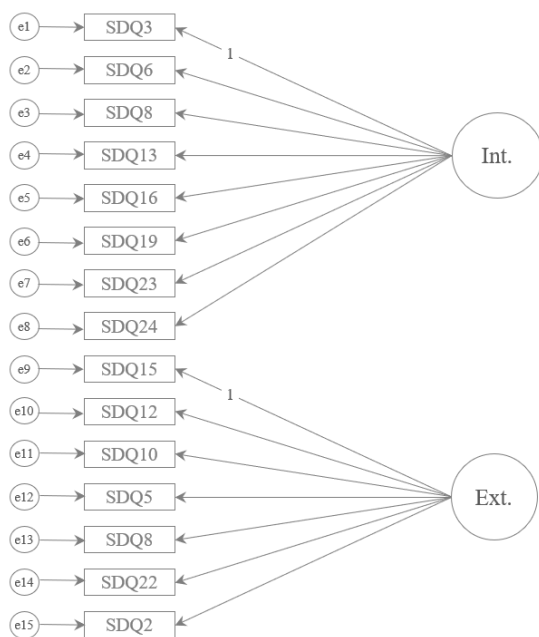 e1 SDQ3
1
e2 SDQ6
e3 SDQ8
e4 SDQ13 Int.
e5 SDQ16
e6 SDQ19
e7 SDQ23
e8 SDQ24
e9 SDQ15
1
e10 SDQ12
e11 SDQ10
e12 SDQ5 Ext.
e13 SDQ8
e14 SDQ22
e15 SDQ2